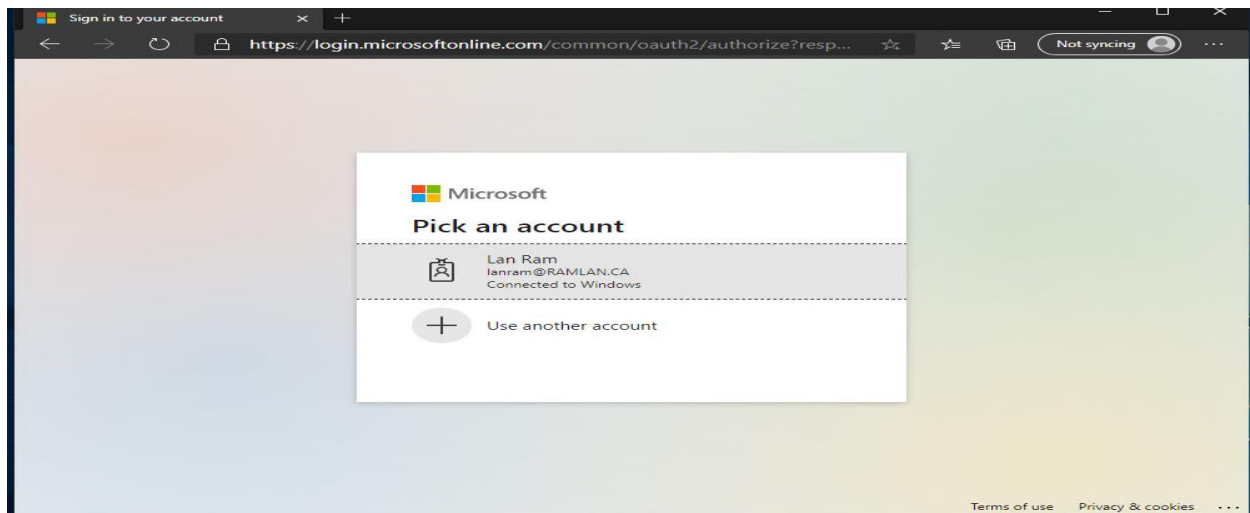 Sign in to your account
https://login.microsoftonline.com/common/oauth2/authorize?resp...
Not syncing
Microsoft
Pick an account
Lan Ram
lanram@RAMLAN.CA
Connected to Windows
Use another account
Terms of use Privacy & cookies ...